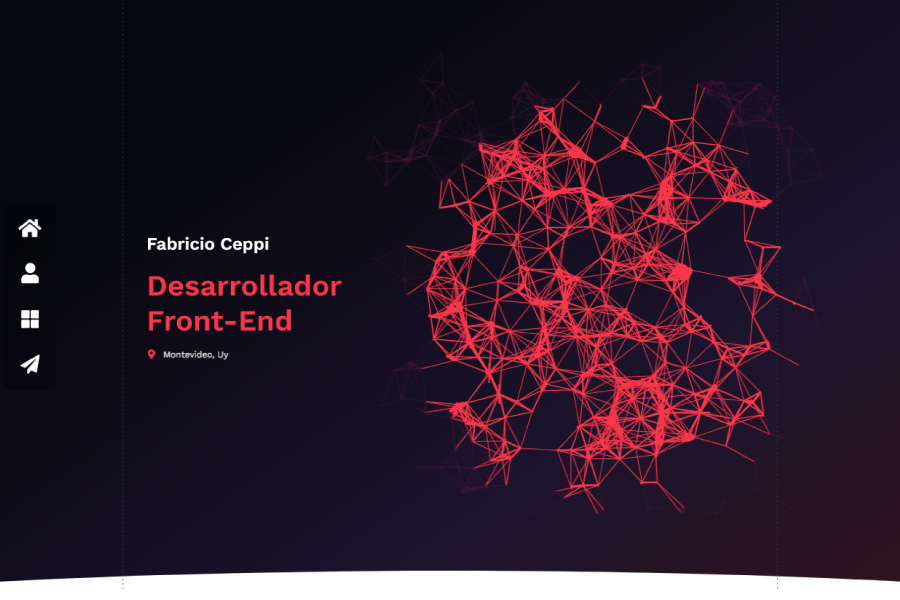 Fabricio Ceppi
Desarrollador
Front-End
Montevideo, Uy